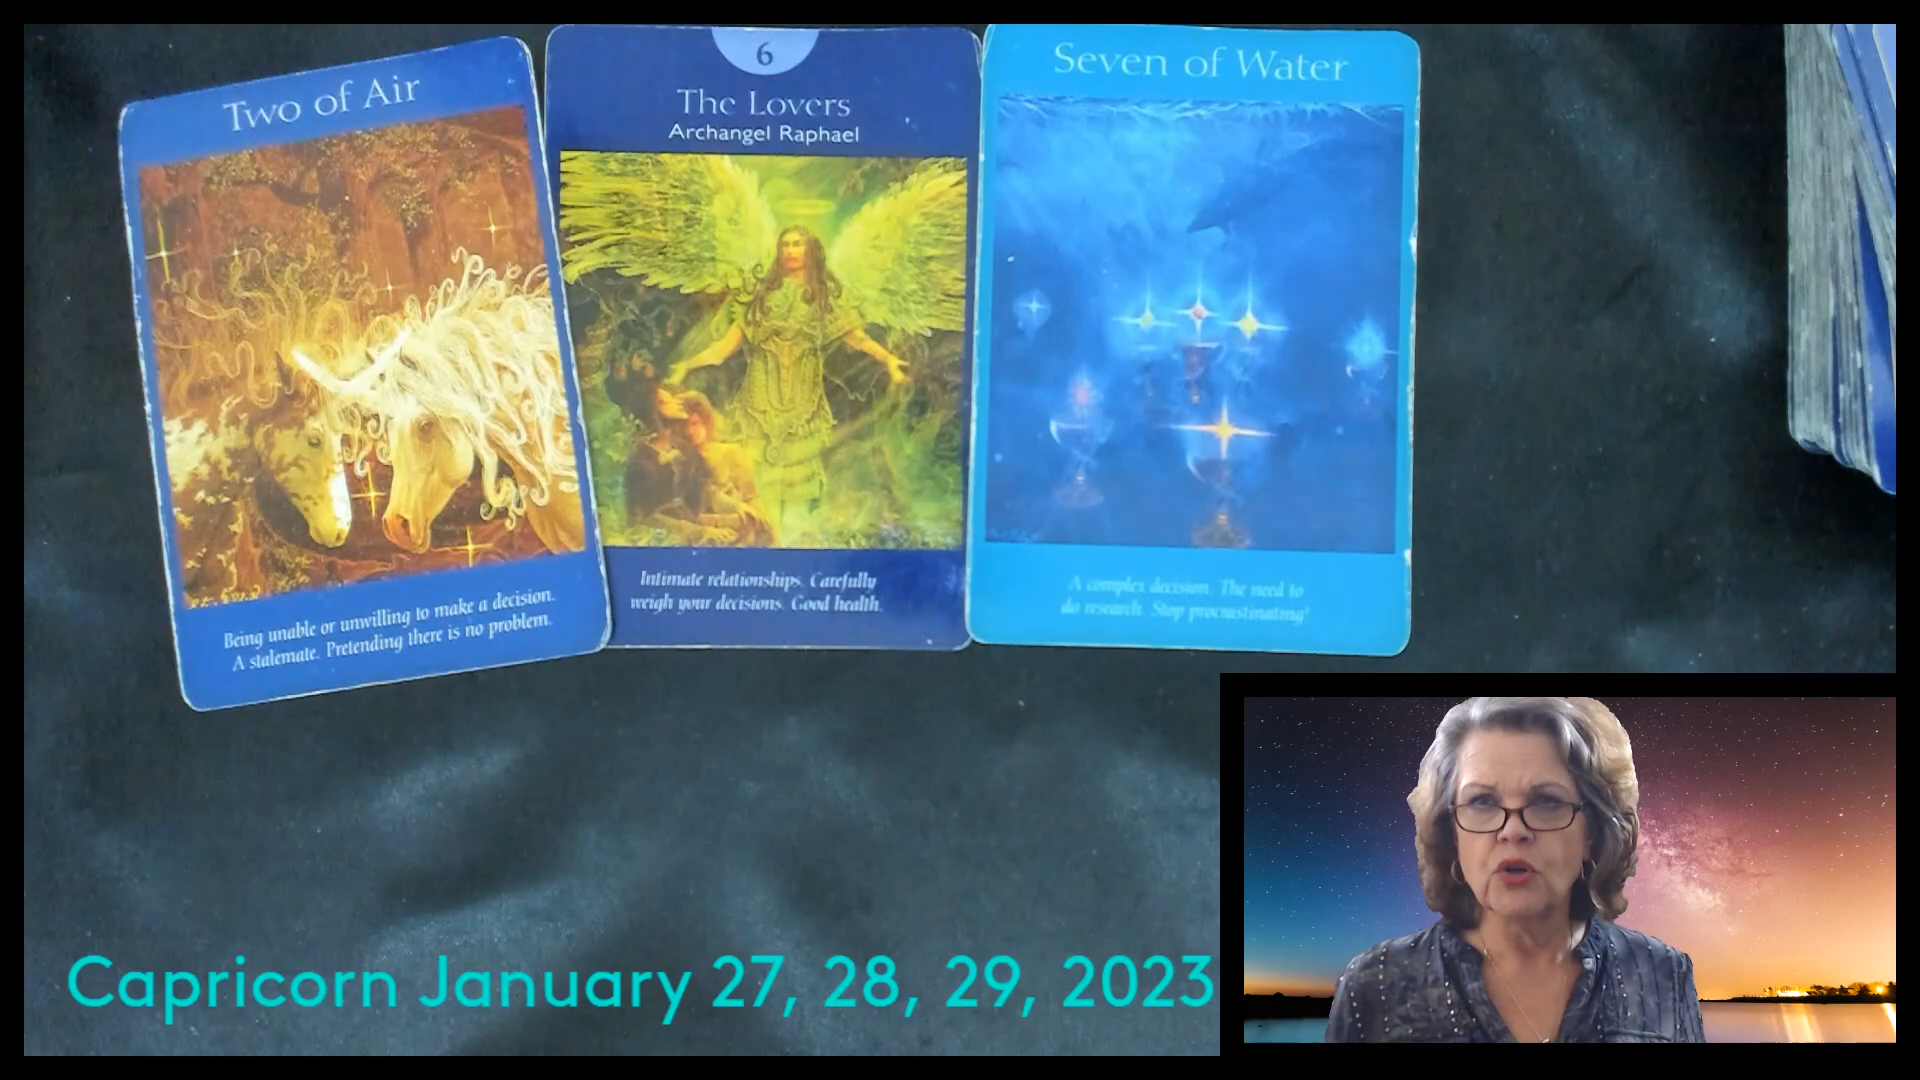 Two of Air
Being unable or unwilling to make a decision.
A stalemate. Pretending there is no problem.
6
The Lovers
Archangel Raphael
Intimate relationships. Carefully
weigh your decisions. Good health.
Seven of Water
A complex decision. The need to
do research. Stop procrastinating!
Capricorn January 27, 28, 29, 2023